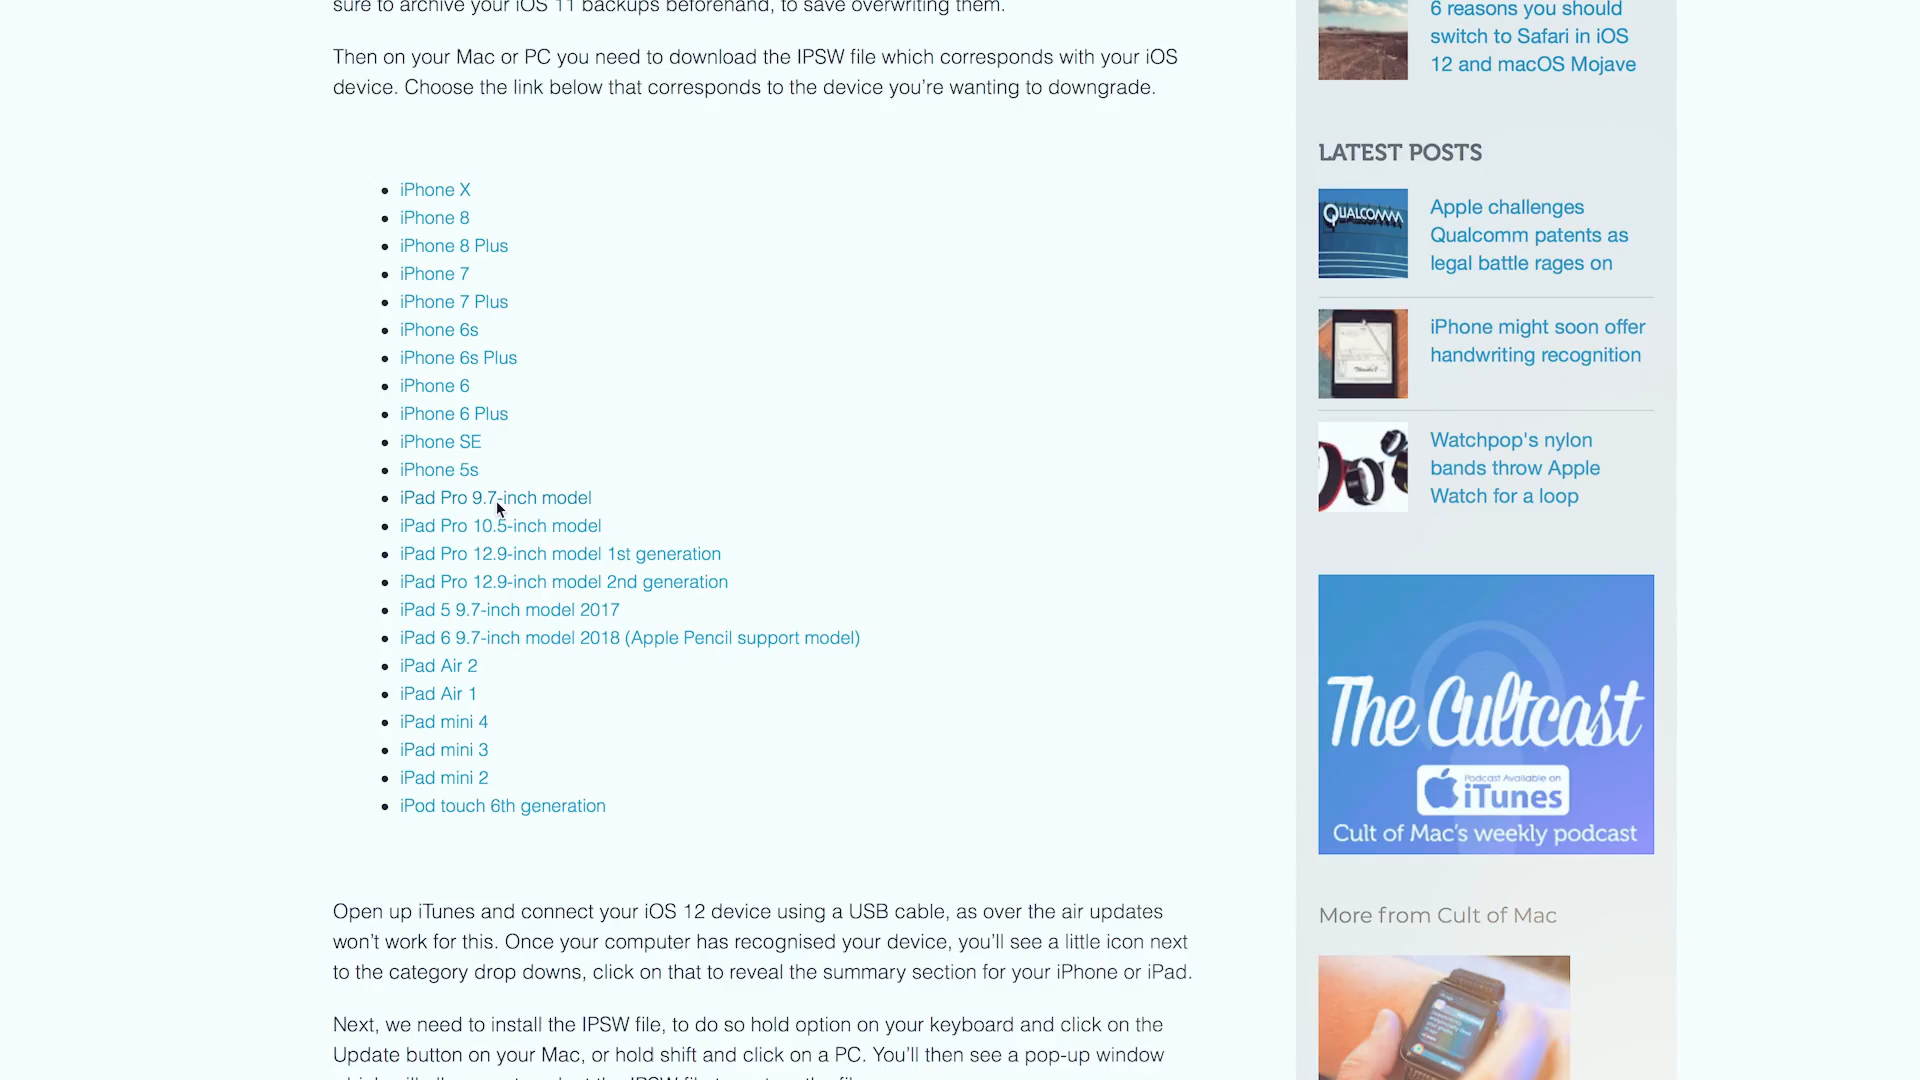 sure to archive your iOS 11 backups beforehand, to save overwriting them.
Then on your Mac or PC you need to download the IPSW file which corresponds with your iOS
device. Choose the link below that corresponds to the device you’re wanting to downgrade.
iPhone X
iPhone 8
iPhone 8 Plus
iPhone 7
iPhone 7 Plus
iPhone 6s
iPhone 6s Plus
iPhone 6
iPhone 6 Plus
iPhone SE
iPhone 5s
iPad Pro 9.7-inch model
iPad Pro 10.5-inch model
iPad Pro 12.9-inch model 1st generation
iPad Pro 12.9-inch model 2nd generation
iPad 5 9.7-inch model 2017
iPad 6 9.7-inch model 2018 (Apple Pencil support model)
iPad Air 2
iPad Air 1
iPad mini 4
iPad mini 3
iPad mini 2
iPod touch 6th generation
Open up iTunes and connect your iOS 12 device using a USB cable, as over the air updates
won’t work for this. Once your computer has recognised your device, you’ll see a little icon next
to the category drop downs, click on that to reveal the summary section for your iPhone or iPad.
Next, we need to install the IPSW file, to do so hold option on your keyboard and click on the
Update button on your Mac, or hold shift and click on a PC. You’ll then see a pop-up window
6 reasons you should
switch to Safari in iOS
12 and macOS Mojave
LATEST POSTS
QUALCOMM
Apple challenges
Qualcomm patents as
legal battle rages on
iPhone might soon offer
handwriting recognition
Watchpop's nylon
bands throw Apple
Watch for a loop
The Cultcast
Podcast Available on
iTunes
Cult of Mac’s weekly podcast
More from Cult of Mac